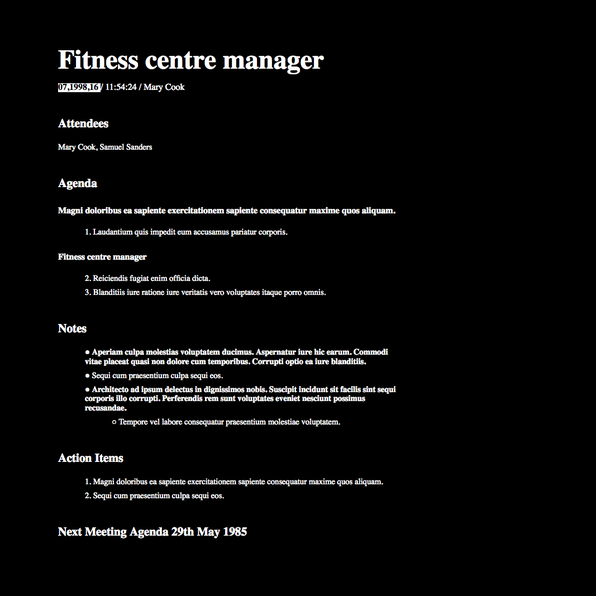 Fitness centre manager
07.1998.16 / 11:54:24 / Mary Cook
Attendees
Mary Cook, Samuel Sanders
Agenda
Magni doloribus ea sapiente exercitationem sapiente consequatur maxime quos aliquam.
1. Laudantium quis impedit eum accusamus pariatur corporis.
Fitness centre manager
2. Reiciendis fugiat enim officia dicta.
3. Blanditiis iure ratione iure veritatis vero voluptates itaque porro omnis.
Notes
● Aperiam culpa molestias voluptatem ducimus. Aspernatur iure hic earum. Commodi
vitae placeat quasi non dolore cum temporibus. Corrupti optio ea iure blanditiis.
● Sequi cum praesentium culpa sequi eos.
● Architecto ad ipsum delectus in dignissimos nobis. Suscipit incidunt sit facilis sint sequi
corporis illo corrupti. Perferendis rem sunt voluptates eveniet nesciunt possimus
recusandae.
○ Tempore vel labore consequatur praesentium molestiae voluptatem.
Action Items
1. Magni doloribus ea sapiente exercitationem sapiente consequatur maxime quos aliquam.
2. Sequi cum praesentium culpa sequi eos.
Next Meeting Agenda 29th May 1985